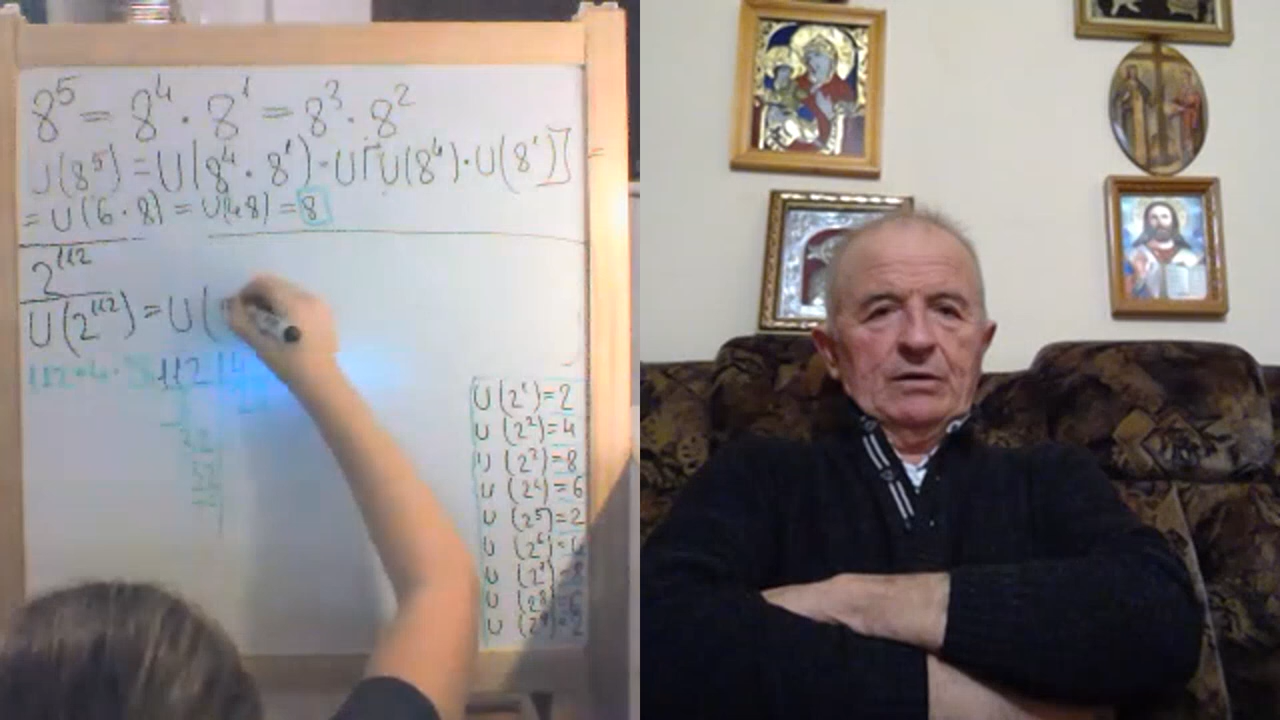 8⁵ = 8⁴ · 8¹ = 8³ · 8²
U(8⁵) = U(8⁴ · 8¹) = U[U(8⁴) · U(8¹)] =
= U(6 · 8) = U(48) = 8
2¹¹²
U(2¹¹²) = U(
112 4
U(2¹)=2
U(2²)=4
U(2³)=8
U(2⁴)=6
U(2⁵)=2
U(2⁶)=4
U(2⁷)=8
U(2⁸)=6
U(2⁹)=2